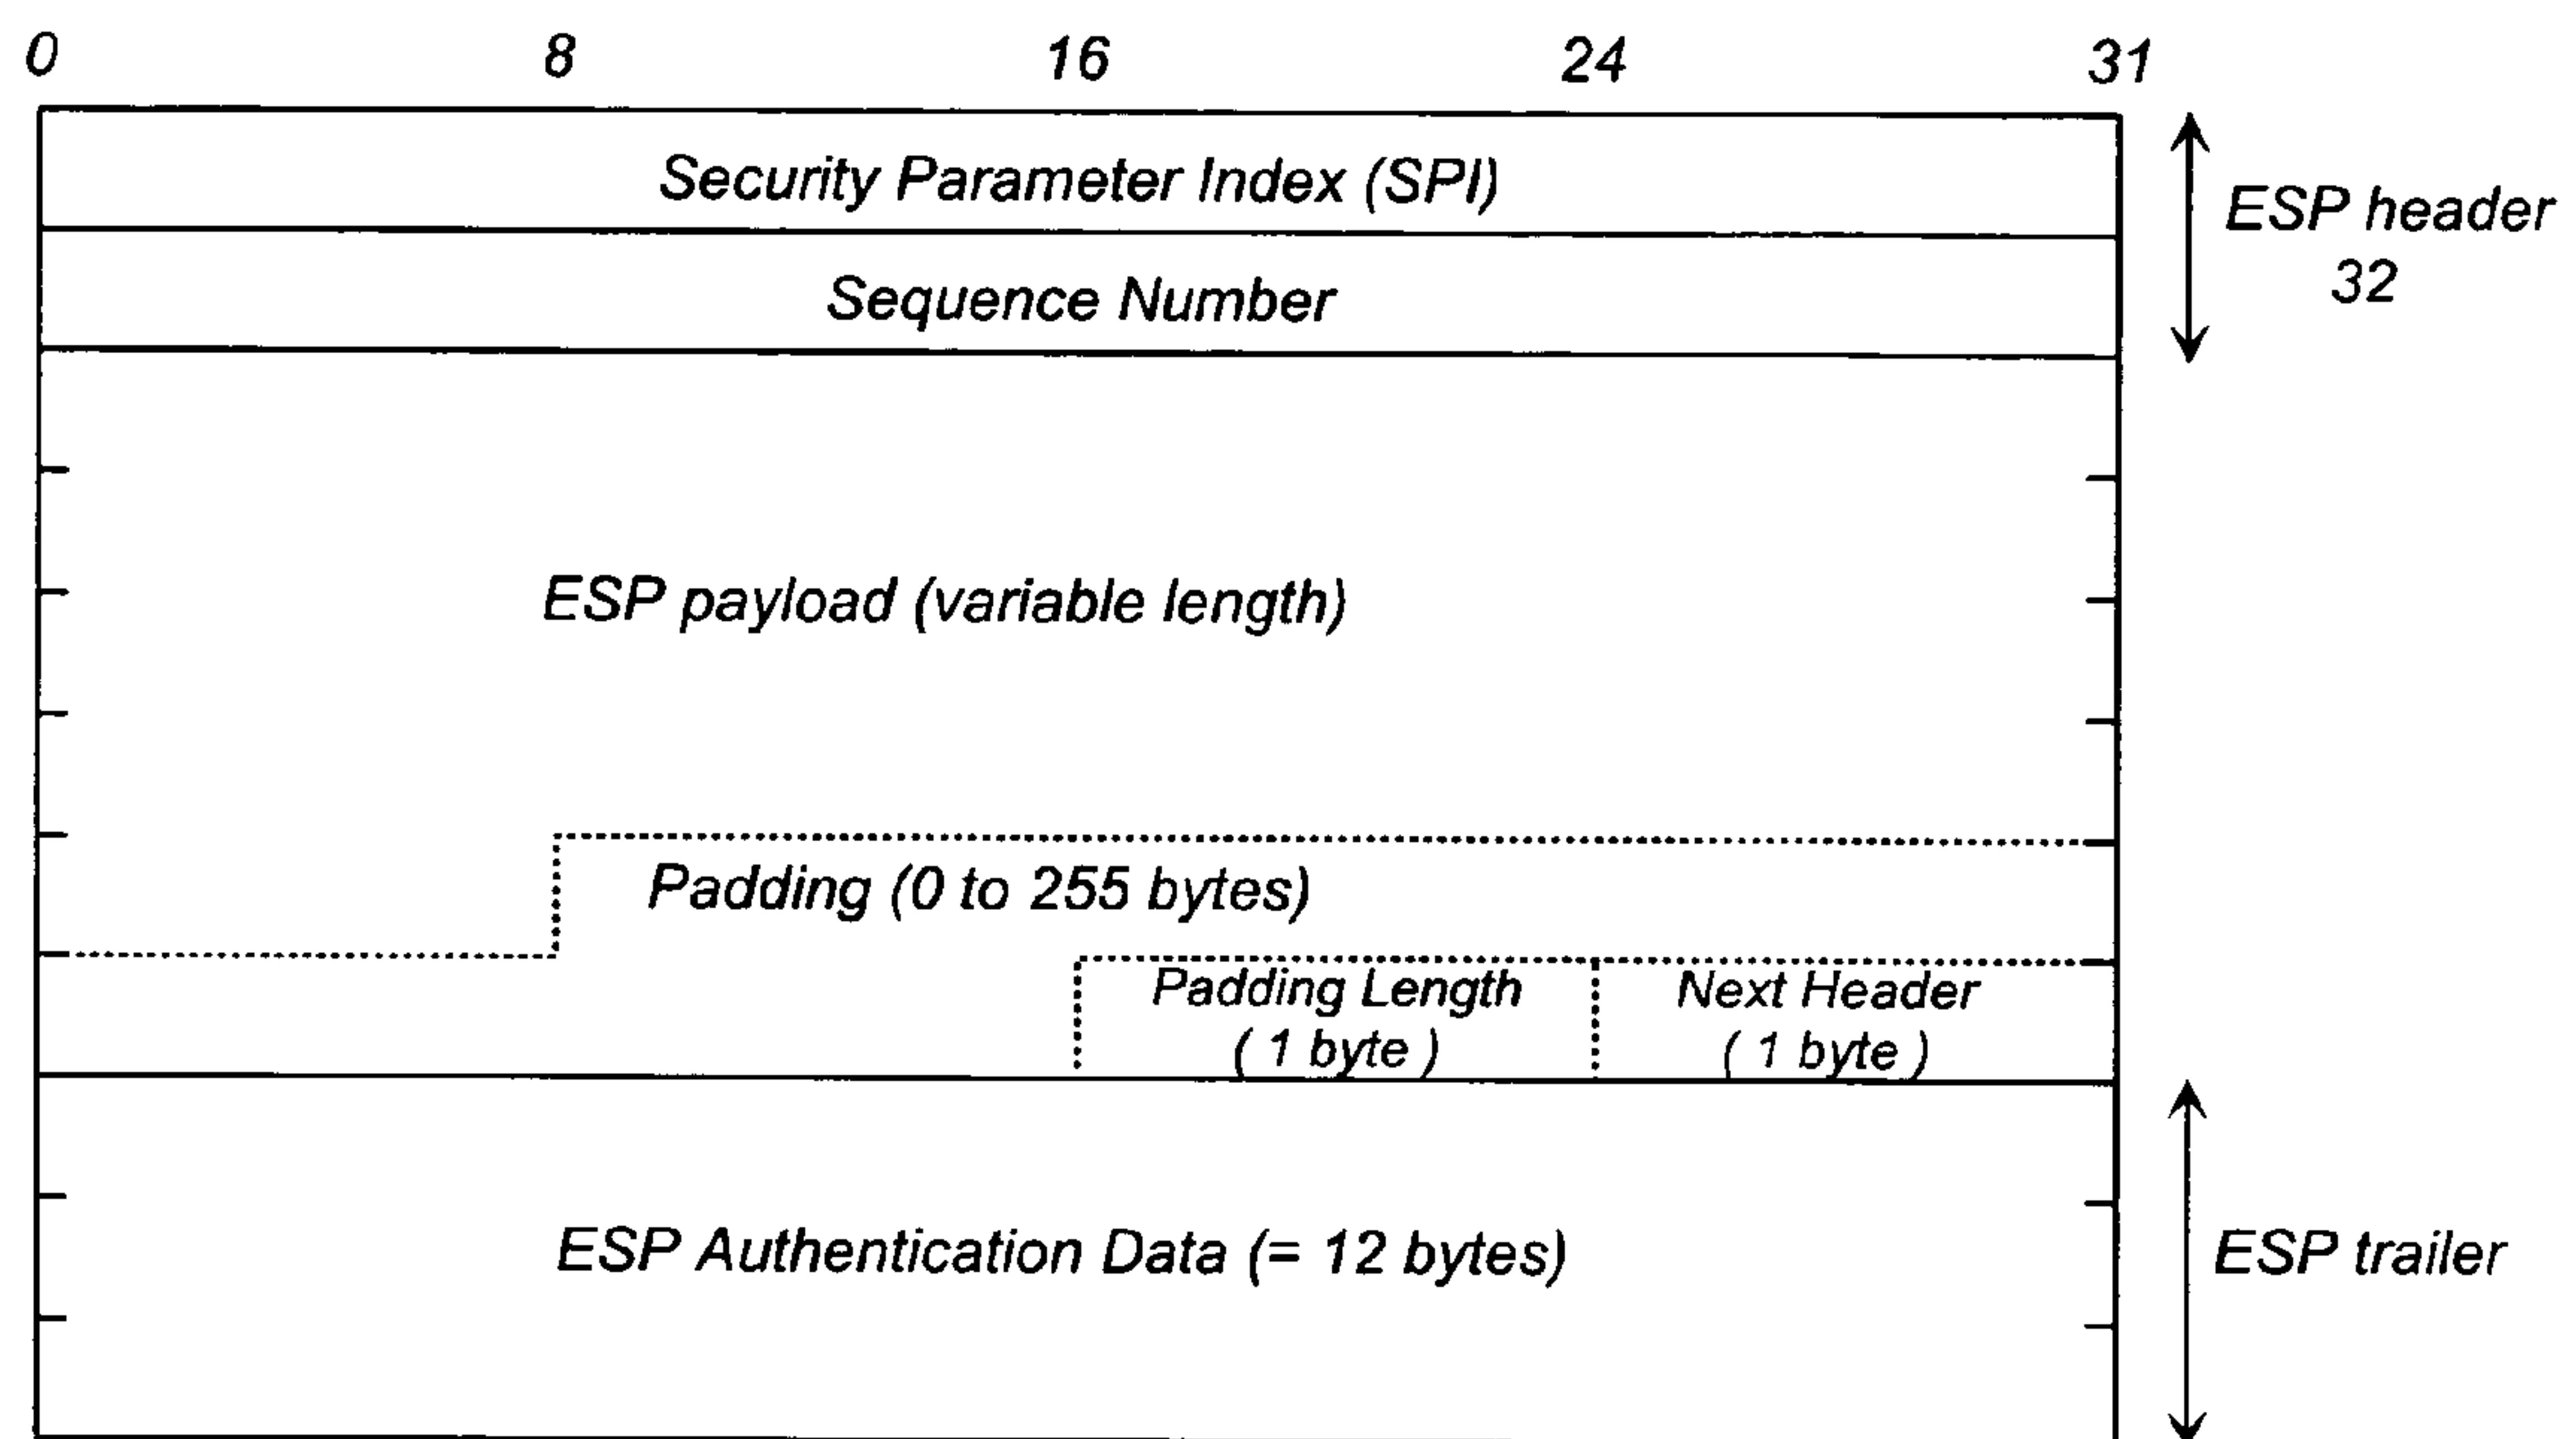 0 8 16 24 31
Security Parameter Index (SPI)
ESP header
32
Sequence Number
ESP payload (variable length)
Padding (0 to 255 bytes)
Padding Length
( 1 byte )
Next Header
( 1 byte )
ESP Authentication Data (= 12 bytes)
ESP trailer